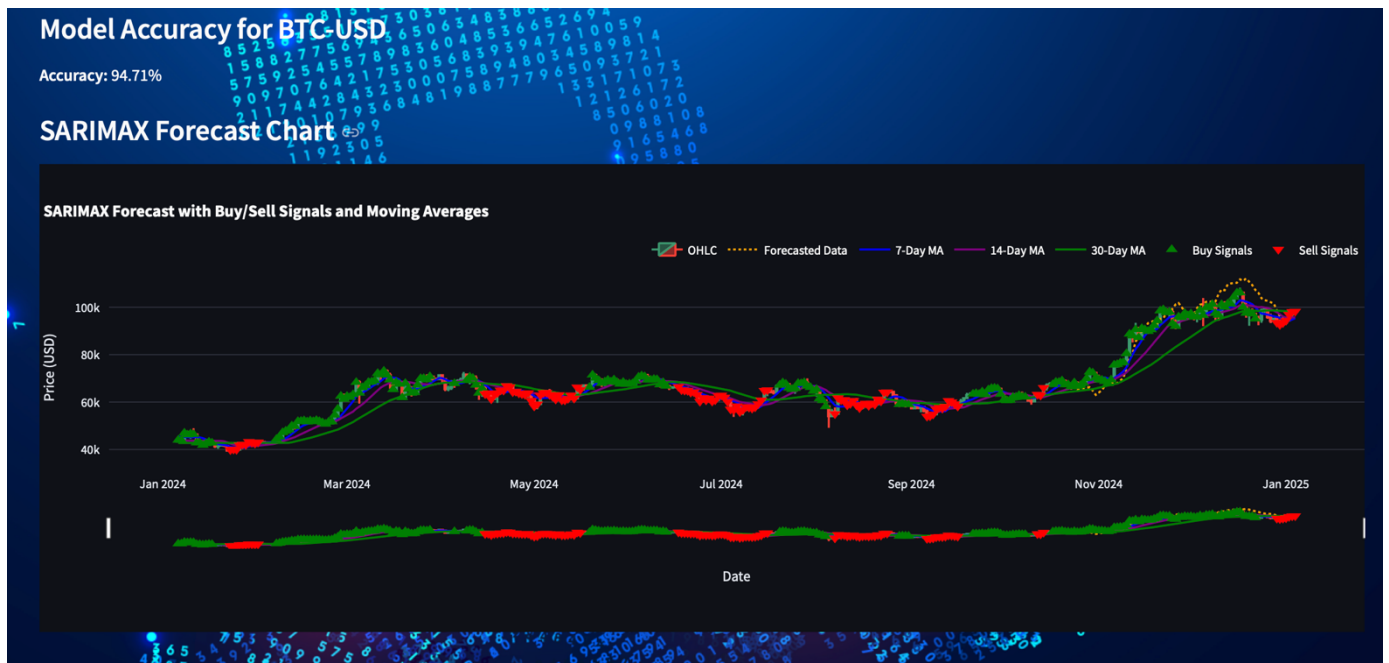 Model Accuracy for BTC-USD
Accuracy: 94.71%
SARIMAX Forecast Chart
SARIMAX Forecast with Buy/Sell Signals and Moving Averages
OHLC Forecasted Data 7-Day MA 14-Day MA 30-Day MA Buy Signals Sell Signals
100k
80k
60k
40k
Price (USD)
Jan 2024 Mar 2024 May 2024 Jul 2024 Sep 2024 Nov 2024 Jan 2025
Date